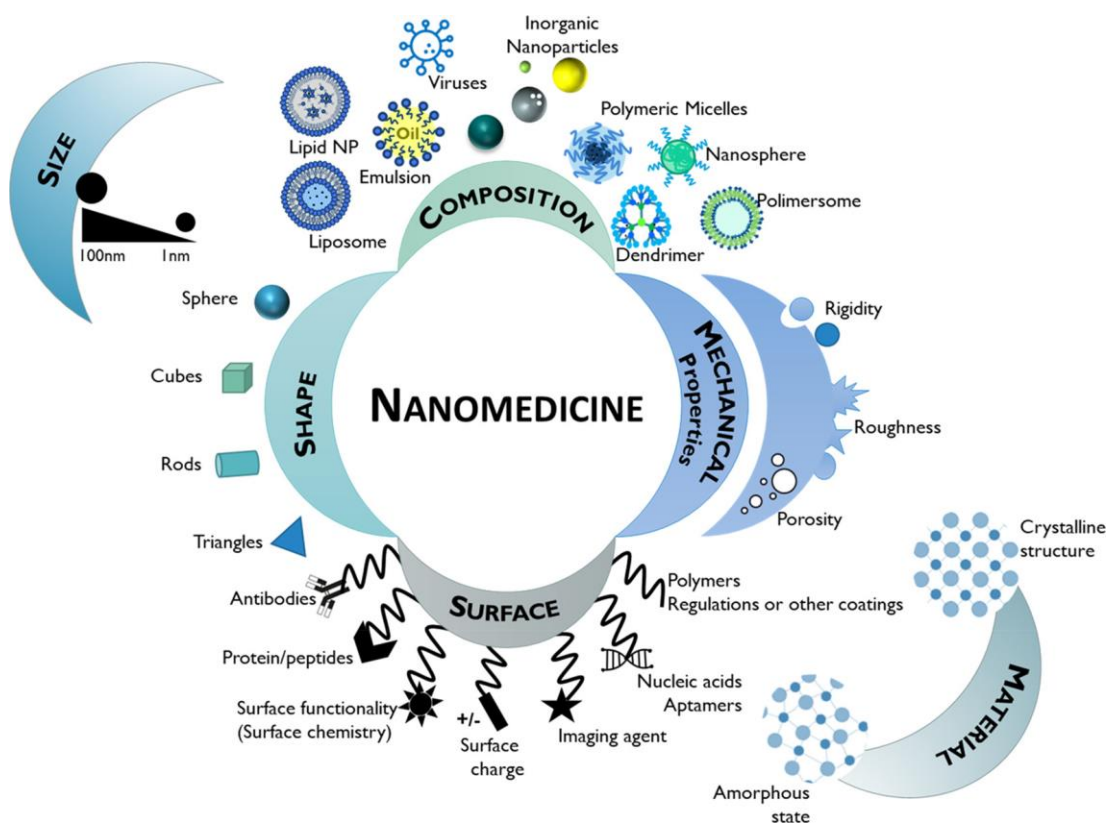 SIZE
100nm
1nm
Viruses
Inorganic
Nanoparticles
Lipid NP
Oil
Emulsion
Liposome
Polymeric Micelles
Nanosphere
Polimersome
Dendrimer
COMPOSITION
Sphere
Cubes
Rods
Triangles
SHAPE
NANOMEDICINE
MECHANICAL
Properties
Rigidity
Roughness
Porosity
SURFACE
Antibodies
Protein/peptides
Surface functionality
(Surface chemistry)
+/-
Surface
charge
Imaging agent
Nucleic acids
Aptamers
Polymers
Regulations or other coatings
Crystalline
structure
MATERIAL
Amorphous
state